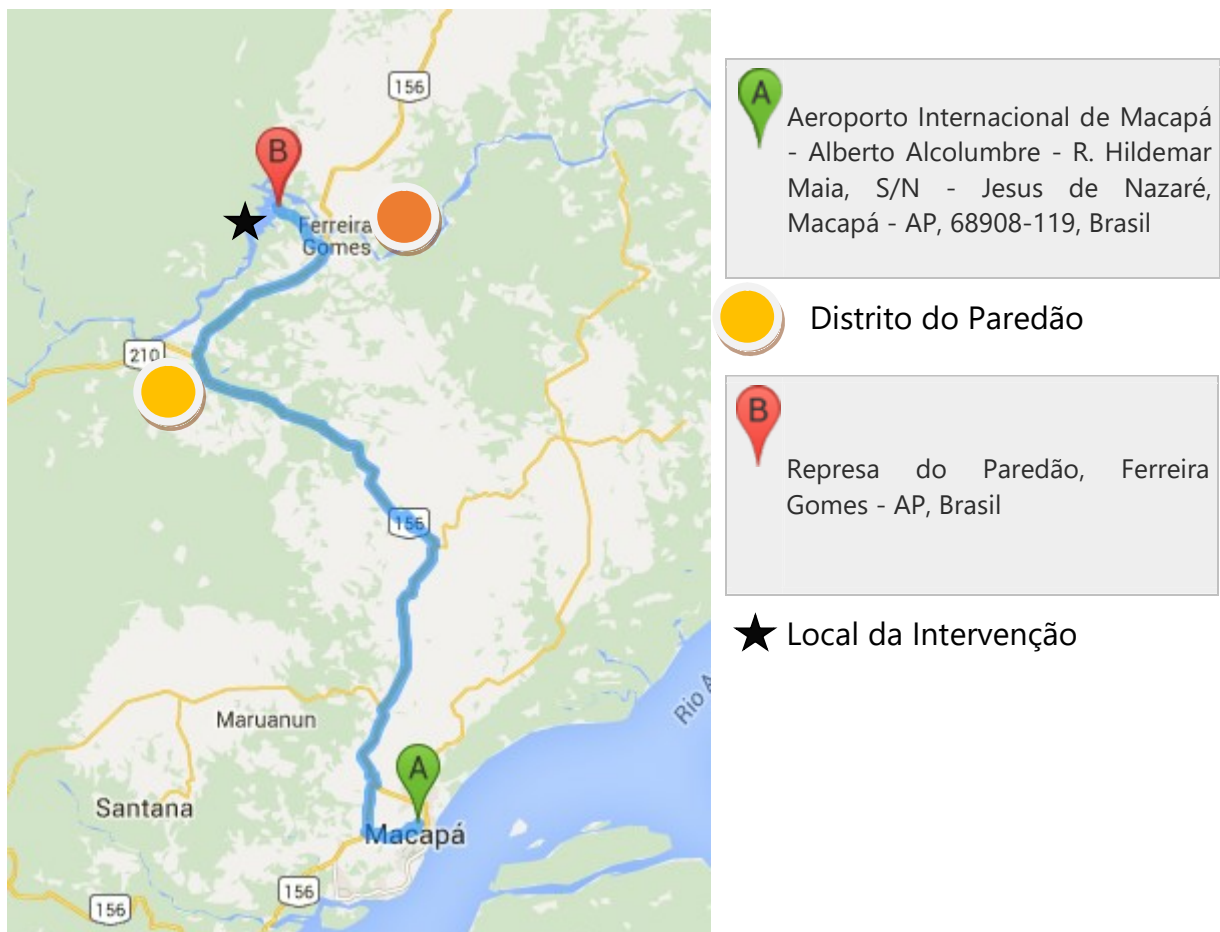 156
B
Ferreira
Gomes
210
156
Maruanun
A
Santana
Macapá
156
156
Rio A
A
Aeroporto Internacional de Macapá
- Alberto Alcolumbre - R. Hildemar
Maia, S/N - Jesus de Nazaré,
Macapá - AP, 68908-119, Brasil
Distrito do Paredão
B
Represa do Paredão, Ferreira
Gomes - AP, Brasil
Local da Intervenção